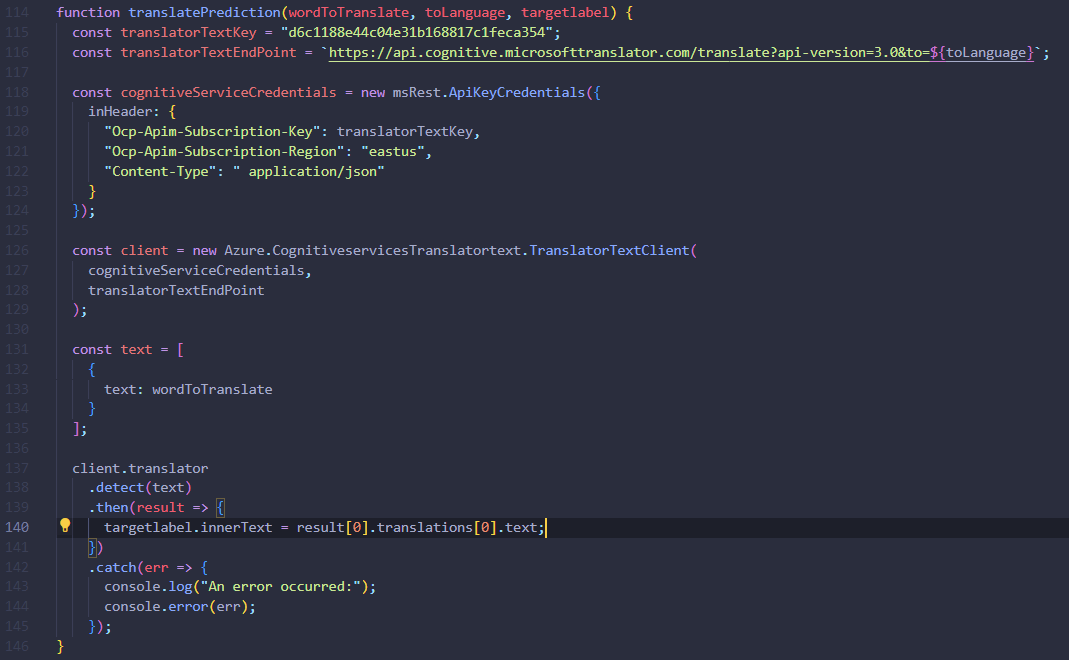 114 function translatePrediction(wordToTranslate, toLanguage, targetlabel) {
115 const translatorTextKey = "d6c1188e44c04e31b168817c1feca354";
116 const translatorTextEndPoint = `https://api.cognitive.microsofttranslator.com/translate?api-version=3.0&to=${toLanguage}`;
117
118 const cognitiveServiceCredentials = new msRest.ApiKeyCredentials({
119 inHeader: {
120 "Ocp-Apim-Subscription-Key": translatorTextKey,
121 "Ocp-Apim-Subscription-Region": "eastus",
122 "Content-Type": " application/json"
123 }
124 });
125
126 const client = new Azure.CognitiveservicesTranslatortext.TranslatorTextClient(
127 cognitiveServiceCredentials,
128 translatorTextEndPoint
129 );
130
131 const text = [
132 {
133 text: wordToTranslate
134 }
135 ];
136
137 client.translator
138 .detect(text)
139 .then(result => {
140 targetlabel.innerText = result[0].translations[0].text;
141 })
142 .catch(err => {
143 console.log("An error occurred:");
144 console.error(err);
145 });
146 }